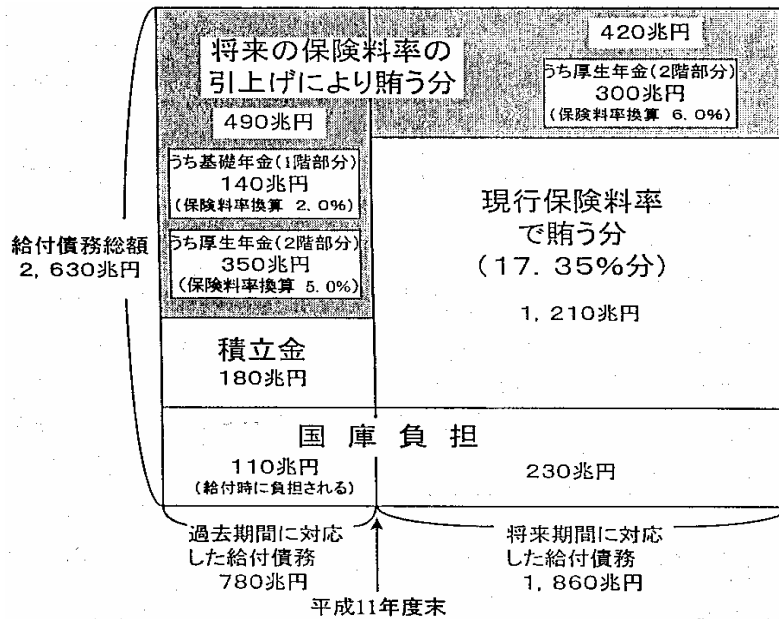 将来の保険料率の
引上げにより賄う分
490兆円
うち基礎年金(1階部分)
140兆円
(保険料率換算 2.0%)
うち厚生年金(2階部分)
350兆円
(保険料率換算 5.0%)
420兆円
うち厚生年金(2階部分)
300兆円
(保険料率換算 6.0%)
現行保険料率
で賄う分
(17.35%分)
1,210兆円
給付債務総額
2,630兆円
積立金
180兆円
国庫負担
110兆円
(給付時に負担される)
230兆円
過去期間に対応
した給付債務
780兆円
将来期間に対応
した給付債務
1,860兆円
平成11年度末